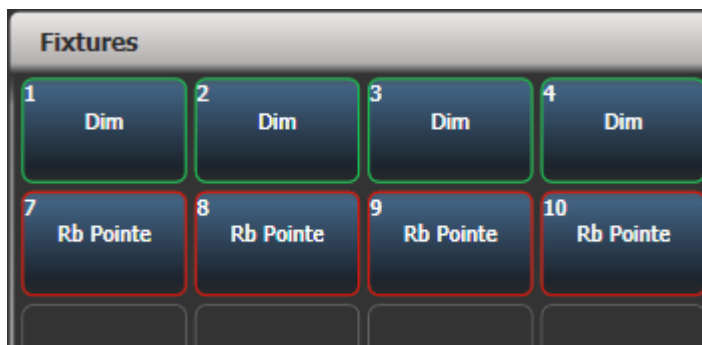 Fixtures
1 2 3 4
Dim Dim Dim Dim
7 8 9 10
Rb Pointe Rb Pointe Rb Pointe Rb Pointe